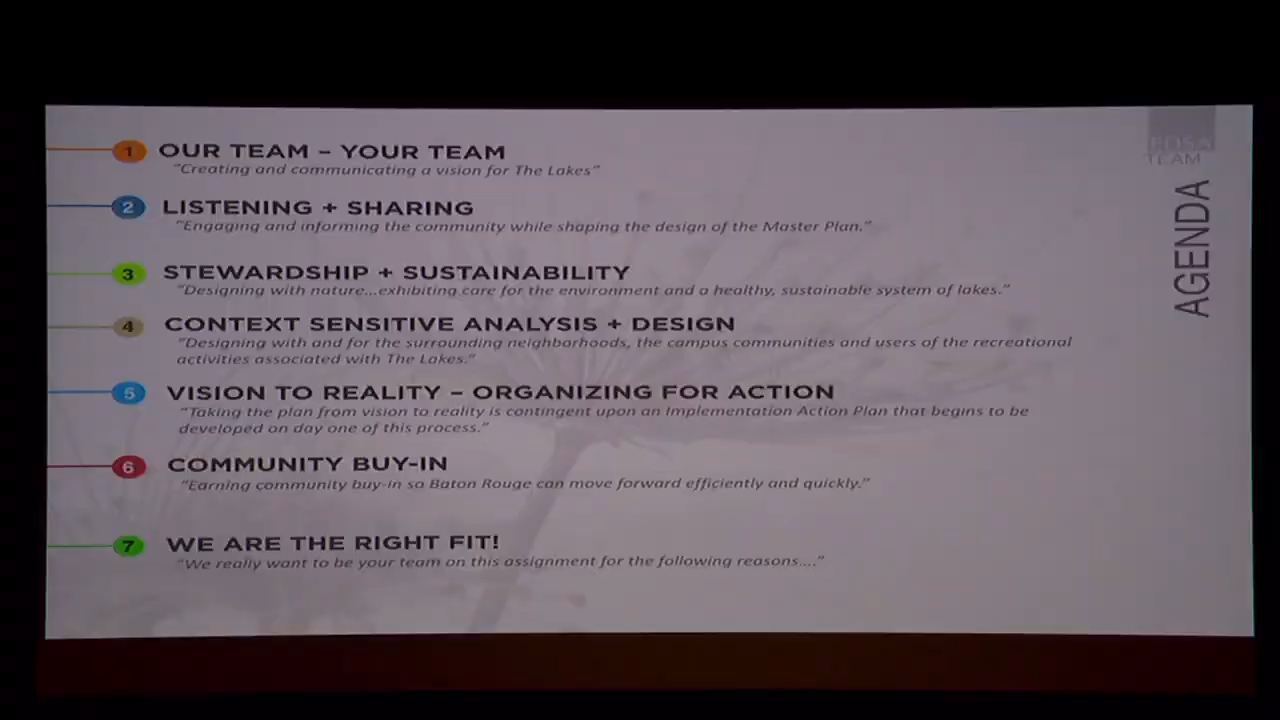 1 OUR TEAM – YOUR TEAM
"Creating and communicating a vision for The Lakes"
2 LISTENING + SHARING
"Engaging and informing the community while shaping the design of the Master Plan."
3 STEWARDSHIP + SUSTAINABILITY
"Designing with nature...exhibiting care for the environment and a healthy, sustainable system of lakes."
4 CONTEXT SENSITIVE ANALYSIS + DESIGN
"Designing with and for the surrounding neighborhoods, the campus communities and users of the recreational
activities associated with The Lakes."
5 VISION TO REALITY – ORGANIZING FOR ACTION
"Taking the plan from vision to reality is contingent upon an Implementation Action Plan that begins to be
developed on day one of this process."
6 COMMUNITY BUY-IN
"Earning community buy-in so Baton Rouge can move forward efficiently and quickly."
7 WE ARE THE RIGHT FIT!
"We really want to be your team on this assignment for the following reasons...."
TEAM
AGENDA